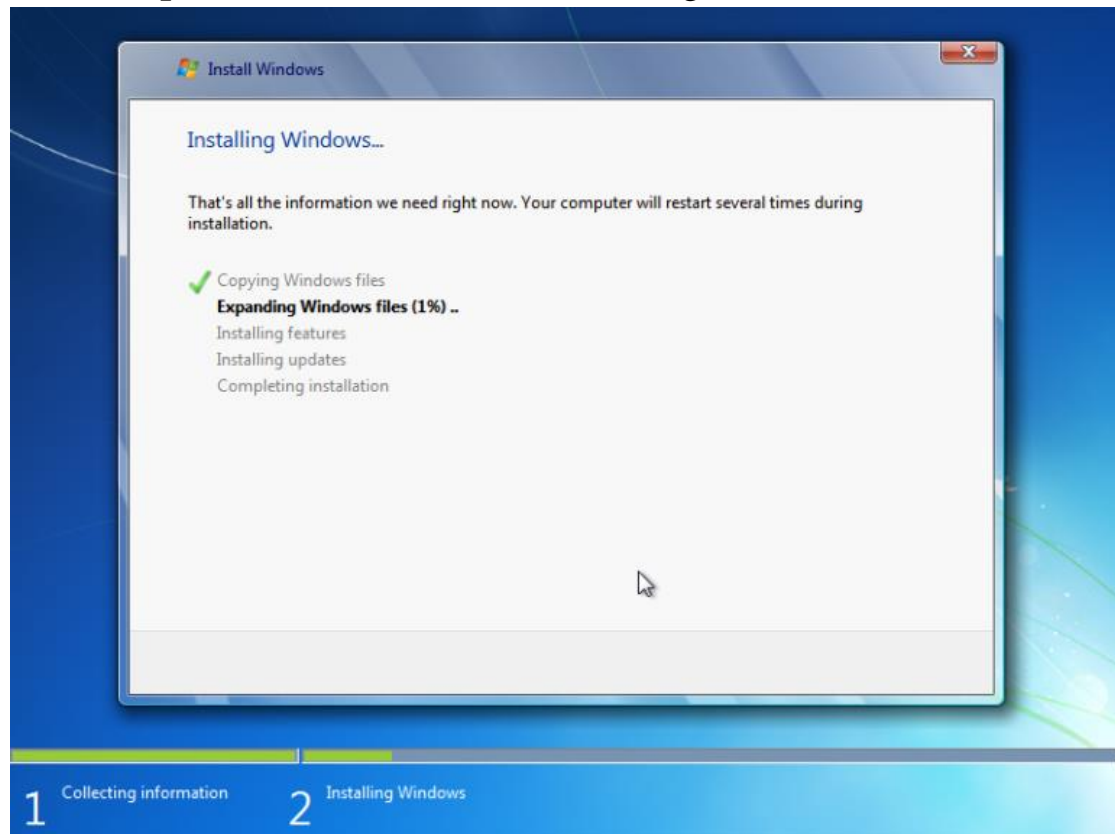 Install Windows
Installing Windows...
That's all the information we need right now. Your computer will restart several times during
installation.
Copying Windows files
Expanding Windows files (1%) ..
Installing features
Installing updates
Completing installation
1 Collecting information
2 Installing Windows